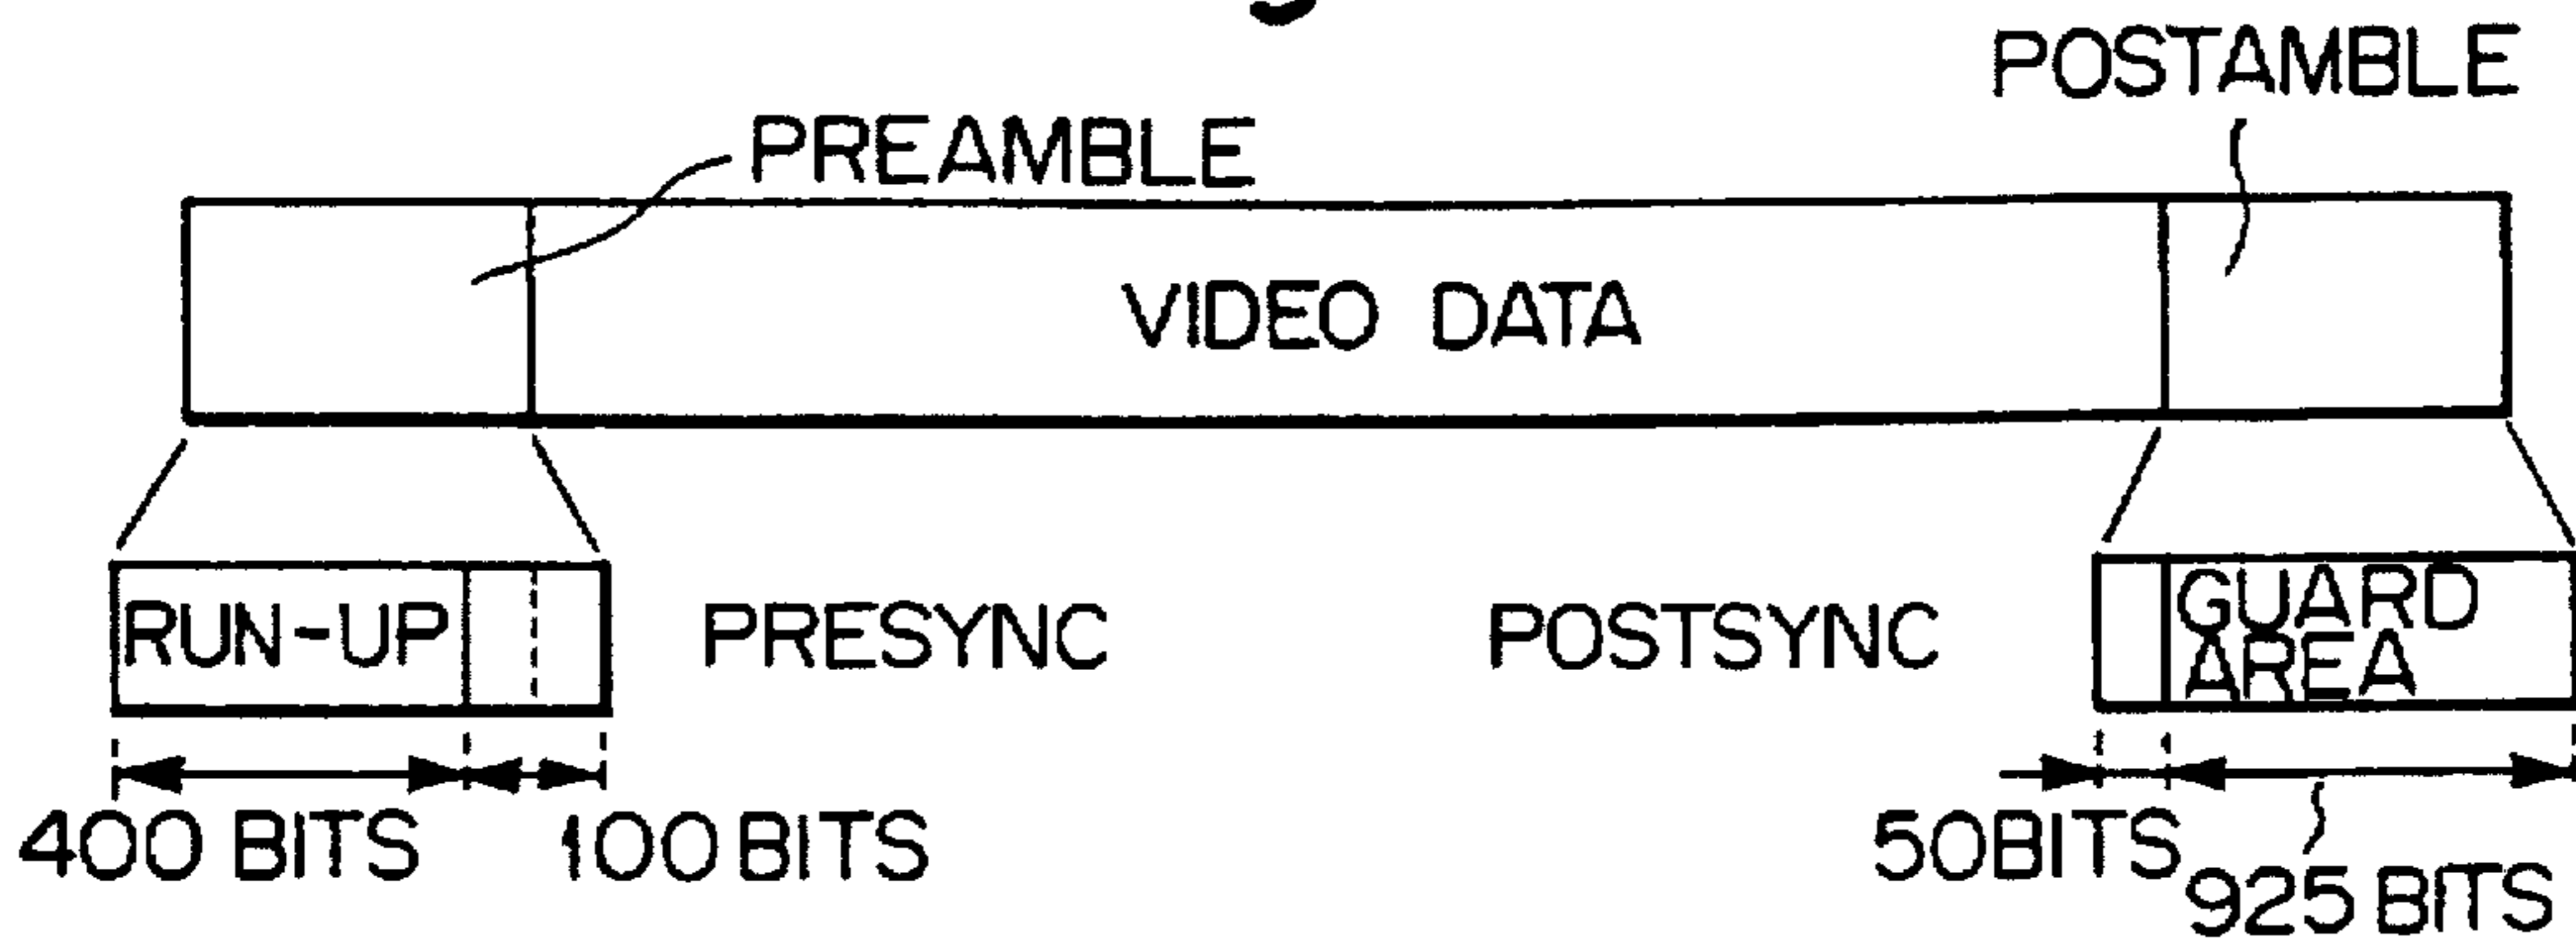 POSTAMBLE
PREAMBLE
VIDEO DATA
RUN-UP
PRESYNC
POSTSYNC
GUARD
AREA
400 BITS
100 BITS
50BITS
925 BITS